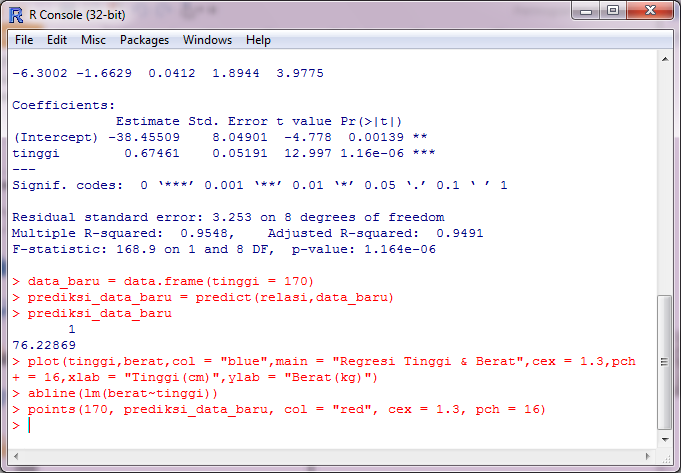 R Console (32-bit)
File Edit Misc Packages Windows Help
-6.3002 -1.6629  0.0412  1.8944  3.9775
Coefficients:
             Estimate Std. Error t value Pr(>|t|)
(Intercept) -38.45509    8.04901  -4.778  0.00139 **
tinggi        0.67461    0.05191  12.997 1.16e-06 ***
---
Signif. codes:  0 ‘***’ 0.001 ‘**’ 0.01 ‘*’ 0.05 ‘.’ 0.1 ‘ ’ 1
Residual standard error: 3.253 on 8 degrees of freedom
Multiple R-squared:  0.9548,    Adjusted R-squared:  0.9491
F-statistic: 168.9 on 1 and 8 DF,  p-value: 1.164e-06
> data_baru = data.frame(tinggi = 170)
> prediksi_data_baru = predict(relasi,data_baru)
> prediksi_data_baru
       1
76.22869
> plot(tinggi,berat,col = "blue",main = "Regresi Tinggi & Berat",cex = 1.3,pch
+ = 16,xlab = "Tinggi(cm)",ylab = "Berat(kg)")
> abline(lm(berat~tinggi))
> points(170, prediksi_data_baru, col = "red", cex = 1.3, pch = 16)
>